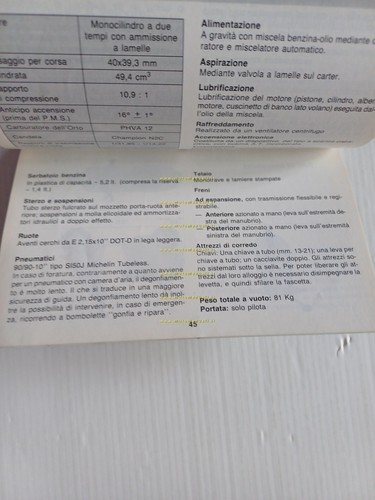 Monocilindro a due
tempi con ammissione
a lamelle
aggio per corsa 40x39,3 mm
indrata 49,4 cm³
apporto
i compressione 10,9 : 1
Anticipo accensione
(prima del P.M.S.) 16° ± 1°
Carburatore dell'Orto PHVA 12
Candela Champion N2C
Alimentazione
A gravità con miscela benzina-olio mediante
ratore e miscelatore automatico.
Aspirazione
Mediante valvola a lamelle sul carter.
Lubrificazione
Lubrificazione del motore (pistone, cilindro, alber
motore, cuscinetto di banco lato volano) eseguita dall'
l'olio della miscela.
Raffreddamento
Realizzato da un ventilatore centrifugo
Accensione elettronica
Serbatoio benzina
in plastica di capacità ~ 5,2 lt. (compresa la riserva
~ 1,4 lt.)
Sterzo e sospensioni
Tubo sterzo fulcrato sul mozzetto porta-ruota ante-
riore; sospensioni a molla elicoidale ed ammortizza-
tori idraulici a doppio effetto.
Ruote
Aventi cerchi da E 2,15x10" DOT-D in lega leggera.
Pneumatici
90/90-10" tipo SI50J Michelin Tubeless.
In caso di foratura, contrariamente a quanto avviene
per un pneumatico con camera d'aria, il degonfiamen-
to è molto lento. Il che si traduce in una maggiore
sicurezza di guida. Un degonfiamento lento da inol-
tre la possibilità di intervenire, in caso di emergen-
za, ricorrendo a bombolette "gonfia e ripara".
Telaio
Monotrave e lamiere stampate
Freni
Ad espansione, con trasmissione flessibile e regi-
strabile.
— Anteriore azionato a mano (leva sull'estremità de-
stra del manubrio).
— Posteriore azionato a mano (leva sull'estremità
sinistra del manubrio).
Attrezzi di corredo
Chiavi: Una chiave a tubo (mm. 13-21); una leva per
chiave a tubo; un cacciavite doppio. Gli attrezzi so-
no sistemati sotto la sella. Per poter liberare gli at-
trezzi dal loro alloggio è necessario disimpegnare la
levetta, e quindi sfilare la fascetta.
Peso totale a vuoto: 81 Kg
Portata: solo pilota
45